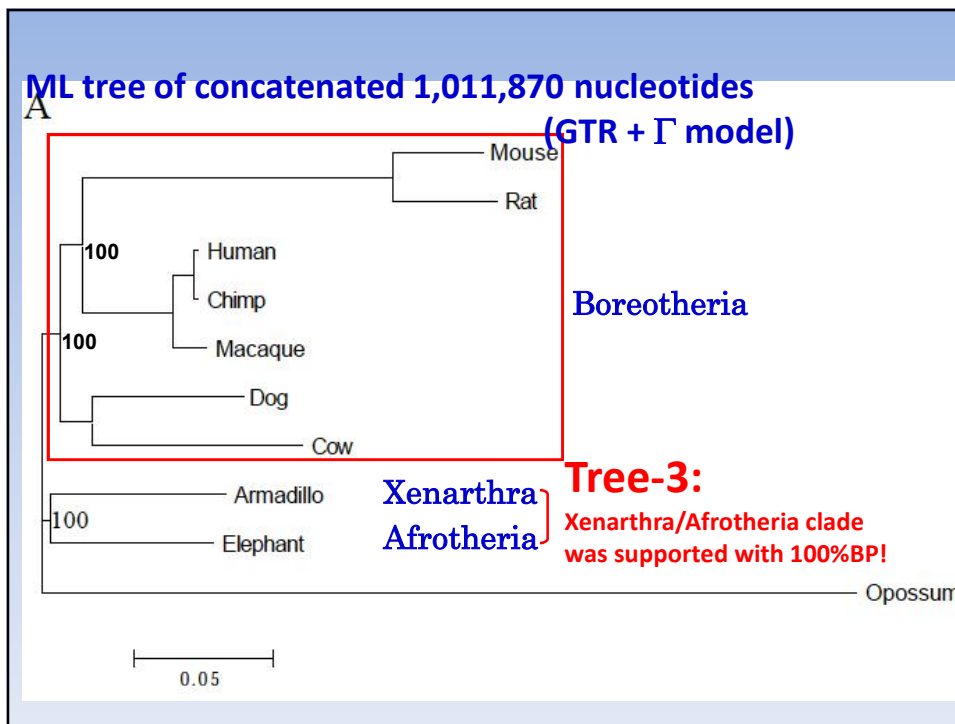 ML tree of concatenated 1,011,870 nucleotides
(GTR + Γ model)
A
Mouse
Rat
100
Human
Chimp
Boreotheria
100
Macaque
Dog
Cow
Tree-3:
Armadillo
Xenarthra
Xenarthra/Afrotheria clade
100
Elephant
Afrotheria
was supported with 100%BP!
Opossum
0.05